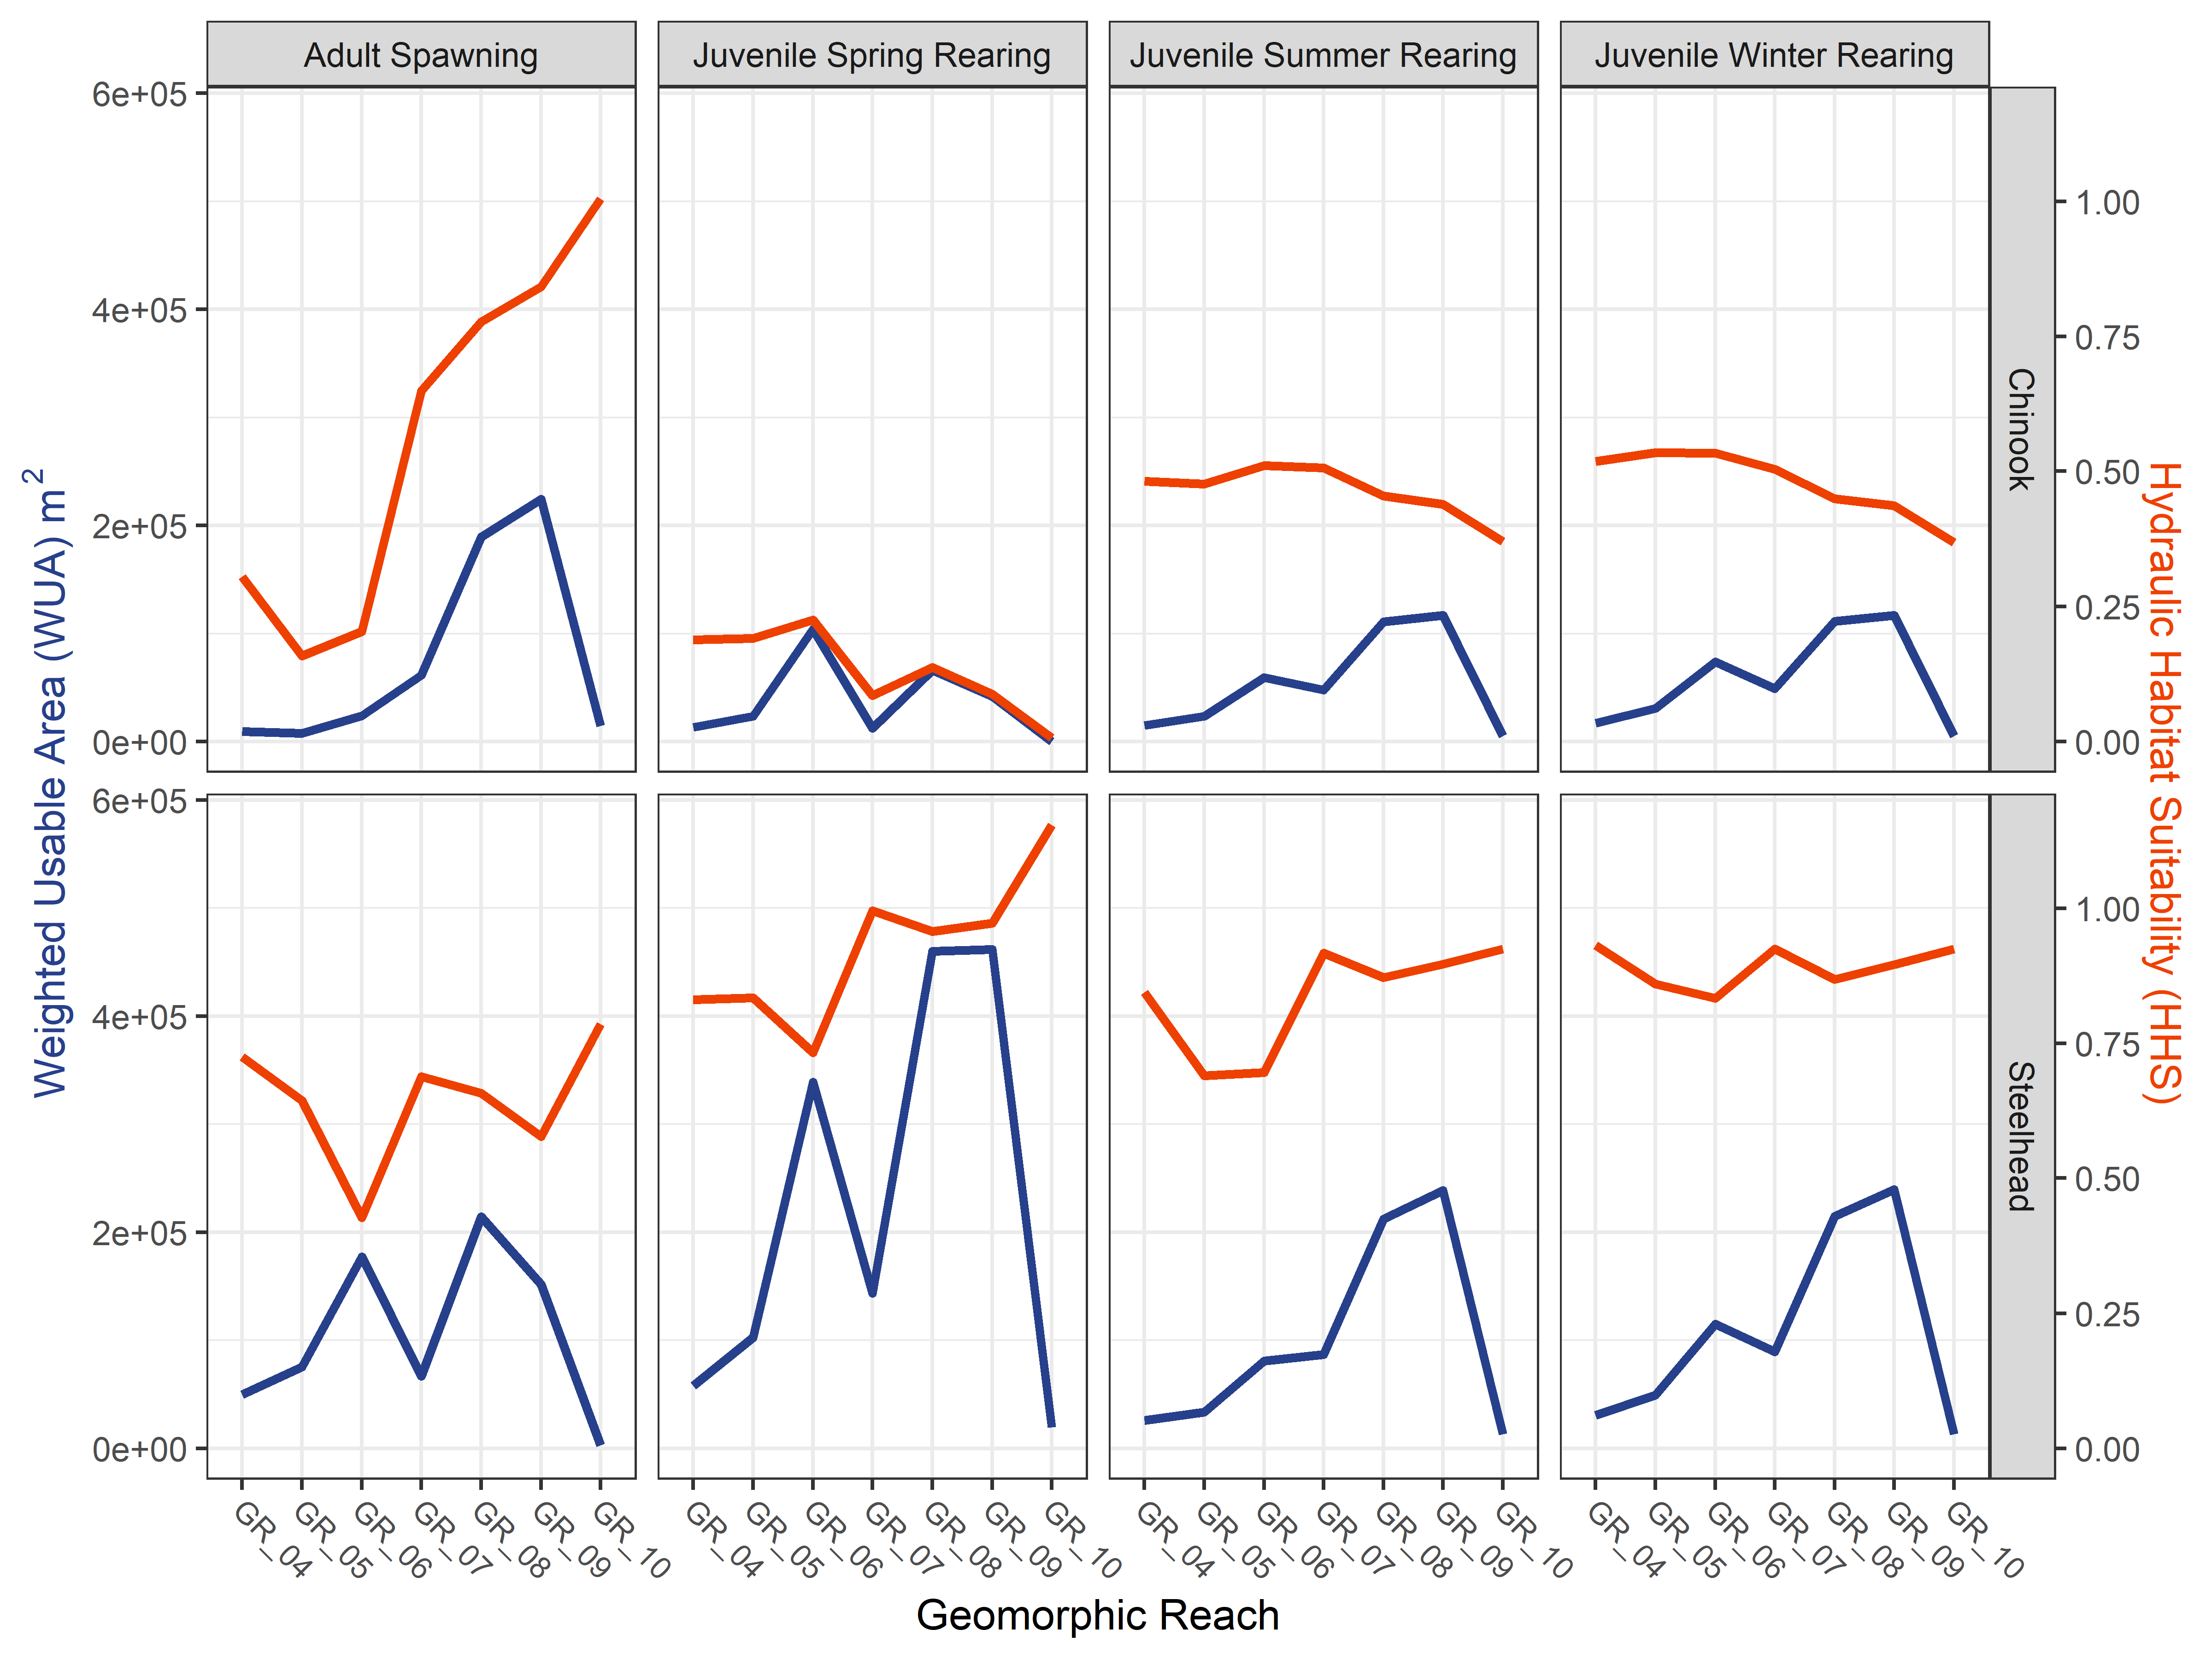 Adult Spawning
Juvenile Spring Rearing
Juvenile Summer Rearing
Juvenile Winter Rearing
Weighted Usable Area (WUA) m²
6e+05
4e+05
2e+05
0e+00
6e+05
4e+05
2e+05
0e+00
Chinook
Steelhead
1.00
0.75
0.50
0.25
0.00
1.00
0.75
0.50
0.25
0.00
Hydraulic Habitat Suitability (HHS)
GR_04
GR_05
GR_06
GR_07
GR_08
GR_09
GR_10
GR_04
GR_05
GR_06
GR_07
GR_08
GR_09
GR_10
GR_04
GR_05
GR_06
GR_07
GR_08
GR_09
GR_10
GR_04
GR_05
GR_06
GR_07
GR_08
GR_09
GR_10
Geomorphic Reach